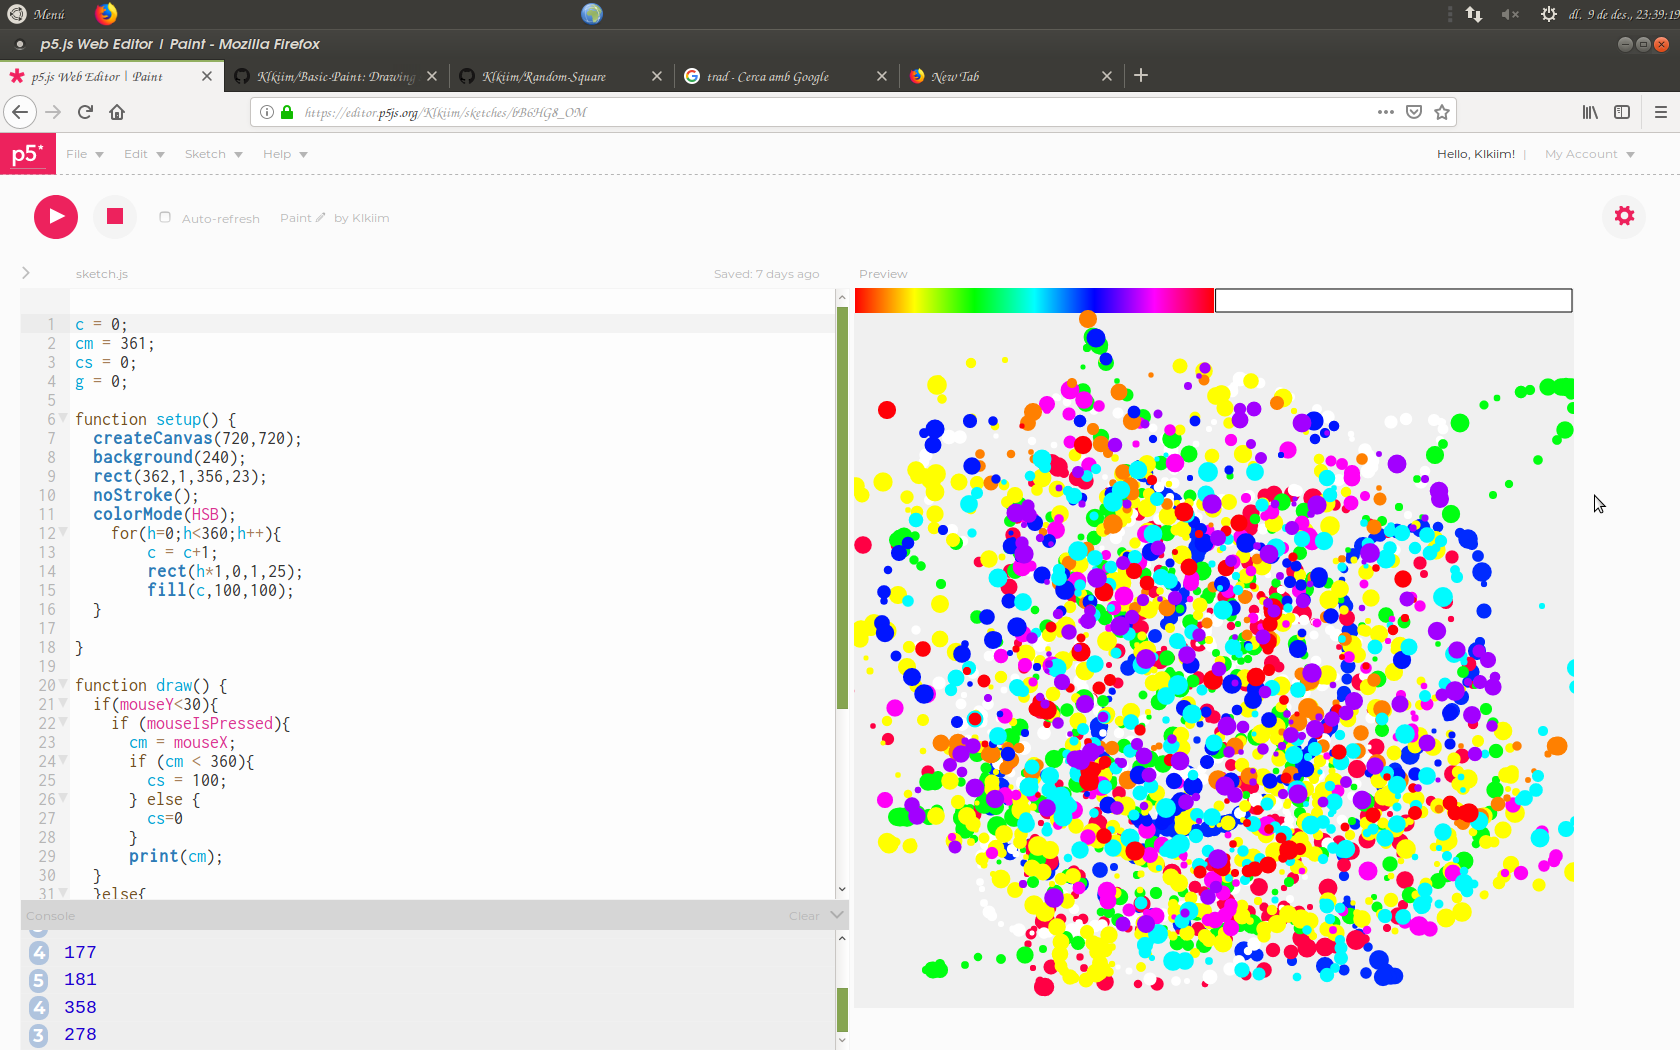 Menú
dl. 9 de des., 23:39:19
p5.js Web Editor | Paint - Mozilla Firefox
p5.js Web Editor | Paint
Klkiim/Basic-Paint: Drawing
Klkiim/Random-Square
trad - Cerca amb Google
New Tab
https://editor.p5js.org/Klkiim/sketches/bB6HG8_OM
p5*
File
Edit
Sketch
Help
Hello, Klkiim! |
My Account
Auto-refresh
Paint
by Klkiim
sketch.js
Saved: 7 days ago
Preview
1 c = 0;
2 cm = 361;
3 cs = 0;
4 g = 0;
5
6 function setup() {
7 createCanvas(720,720);
8 background(240);
9 rect(362,1,356,23);
10 noStroke();
11 colorMode(HSB);
12 for(h=0;h<360;h++){
13 c = c+1;
14 rect(h*1,0,1,25);
15 fill(c,100,100);
16 }
17
18 }
19
20 function draw() {
21 if(mouseY<30){
22 if (mouseIsPressed){
23 cm = mouseX;
24 if (cm < 360){
25 cs = 100;
26 } else {
27 cs=0
28 }
29 print(cm);
30 }
31 }else{
Console
Clear
4 177
5 181
4 358
3 278